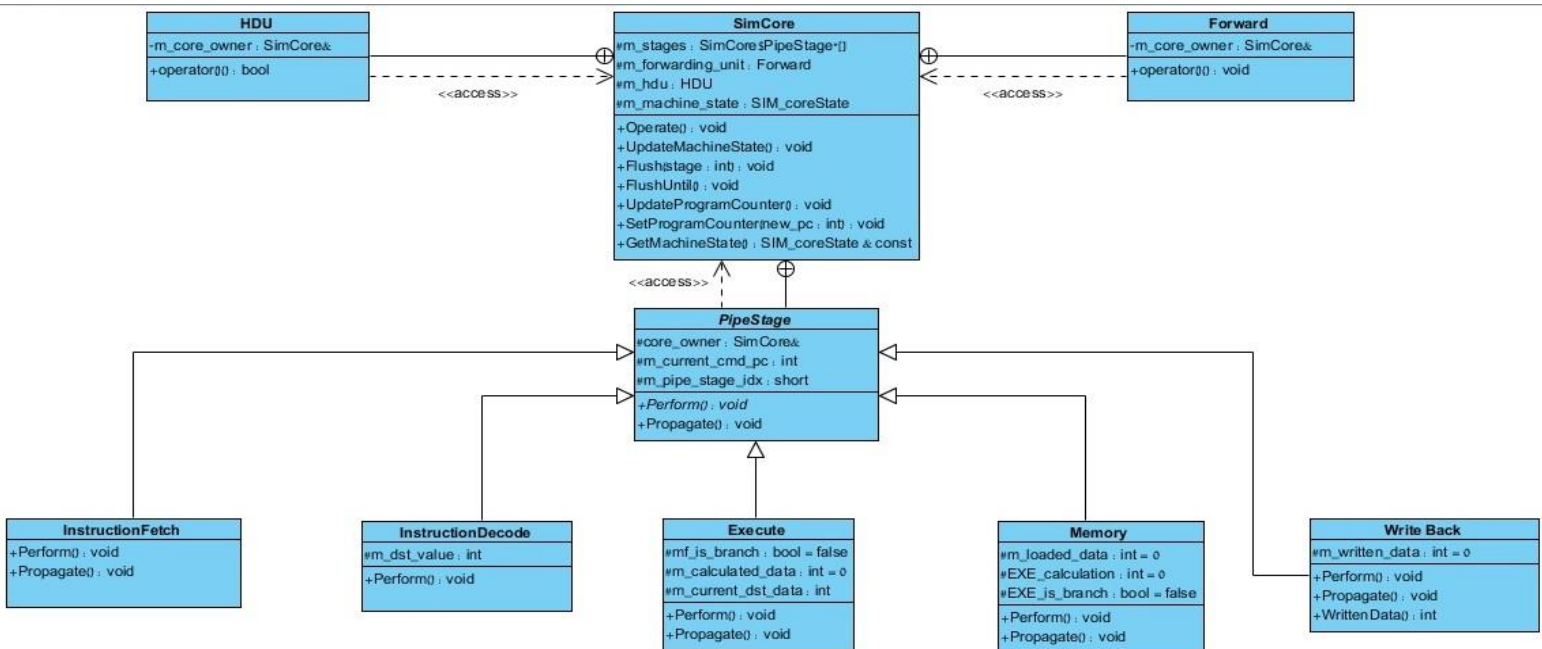 HDU
-m_core_owner : SimCore&
+operator()() : bool
<<access>>
SimCore
#m_stages : SimCore$PipeStage*[]
#m_forwarding_unit : Forward
#m_hdu : HDU
#m_machine_state : SIM_coreState
+Operate() : void
+UpdateMachineState() : void
+Flush(stage : int) : void
+FlushUntil() : void
+UpdateProgramCounter() : void
+SetProgramCounter(new_pc : int) : void
+GetMachineState() : SIM_coreState & const
Forward
-m_core_owner : SimCore&
+operator()() : void
<<access>>
<<access>>
PipeStage
#core_owner : SimCore&
#m_current_cmd_pc : int
#m_pipe_stage_idx : short
+Perform() : void
+Propagate() : void
InstructionFetch
+Perform() : void
+Propagate() : void
InstructionDecode
#m_dst_value : int
+Perform() : void
Execute
#mf_is_branch : bool = false
#m_calculated_data : int = 0
#m_current_dst_data : int
+Perform() : void
+Propagate() : void
Memory
#m_loaded_data : int = 0
#EXE_calculation : int = 0
#EXE_is_branch : bool = false
+Perform() : void
+Propagate() : void
Write Back
#m_written_data : int = 0
+Perform() : void
+Propagate() : void
+WrittenData() : int